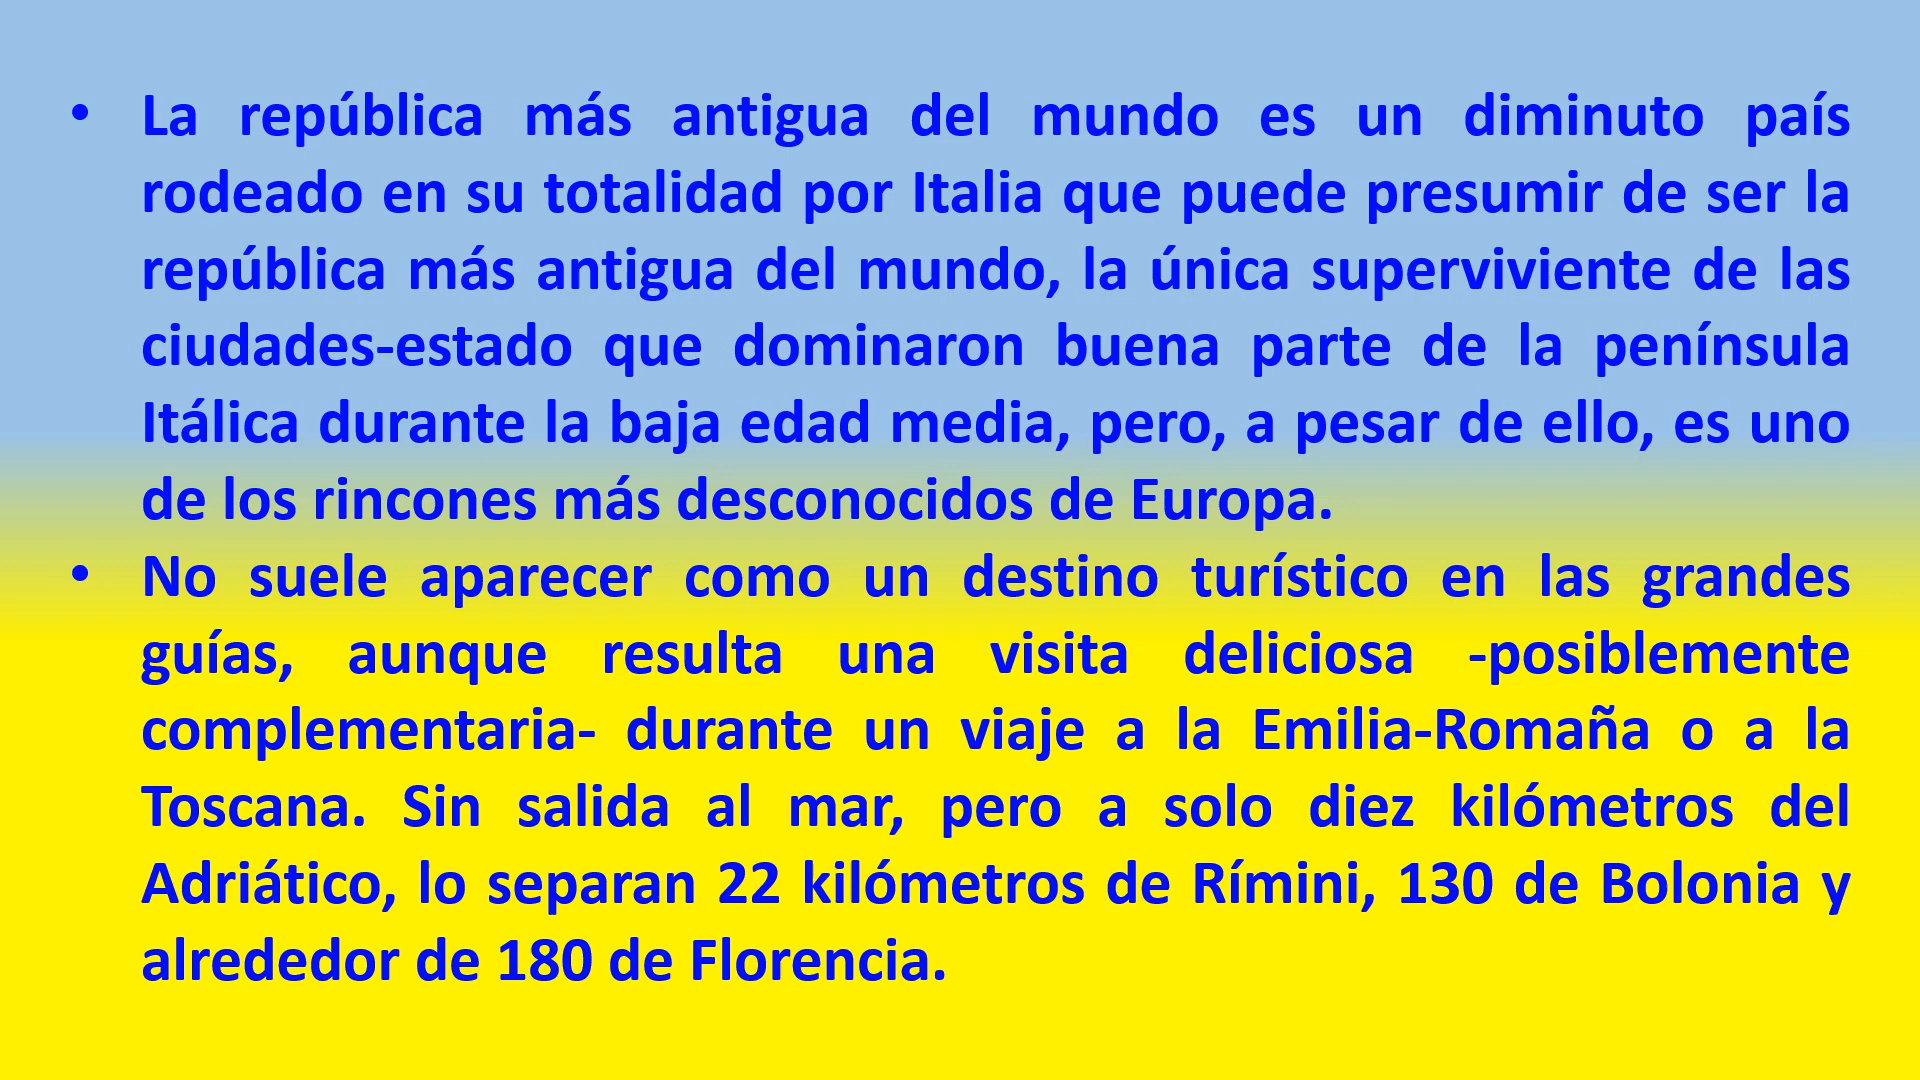 • La república más antigua del mundo es un diminuto país
rodeado en su totalidad por Italia que puede presumir de ser la
república más antigua del mundo, la única superviviente de las
ciudades-estado que dominaron buena parte de la península
Itálica durante la baja edad media, pero, a pesar de ello, es uno
de los rincones más desconocidos de Europa.
• No suele aparecer como un destino turístico en las grandes
guías, aunque resulta una visita deliciosa -posiblemente
complementaria- durante un viaje a la Emilia-Romaña o a la
Toscana. Sin salida al mar, pero a solo diez kilómetros del
Adriático, lo separan 22 kilómetros de Rímini, 130 de Bolonia y
alrededor de 180 de Florencia.